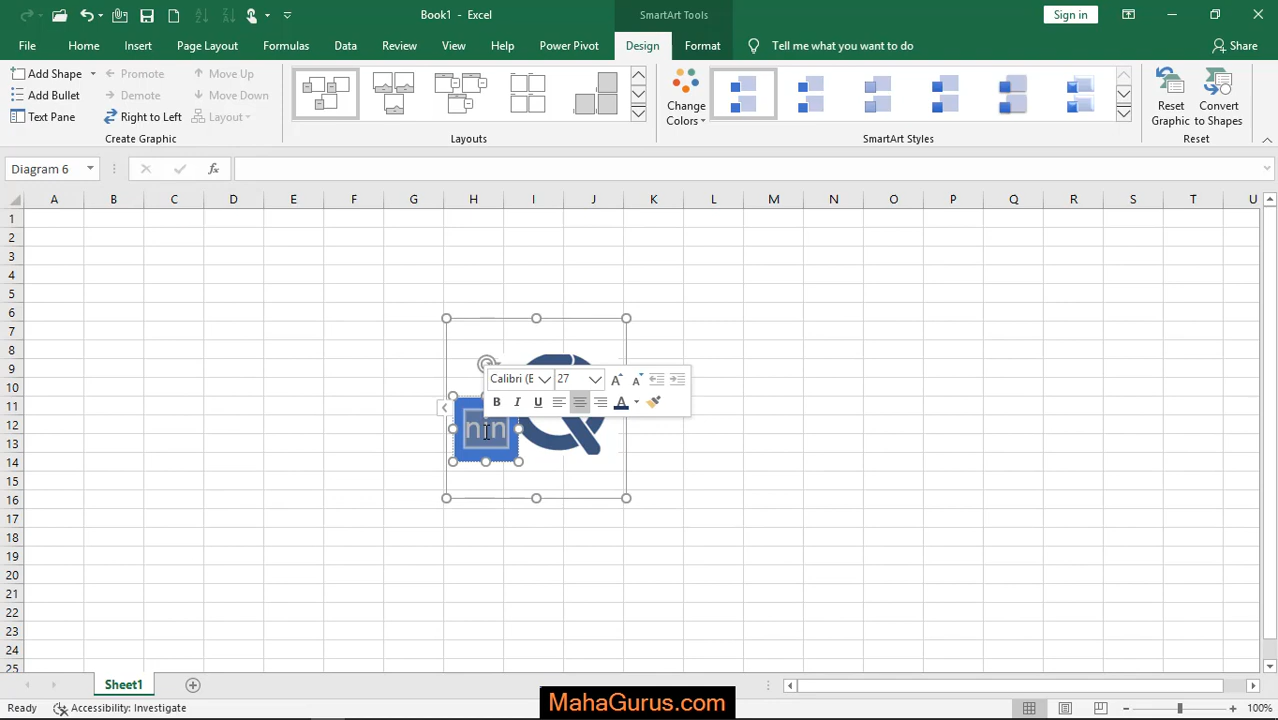 Book1 - Excel
SmartArt Tools
Sign in
File Home Insert Page Layout Formulas Data Review View Help Power Pivot Design Format Tell me what you want to do Share
Add Shape Promote Move Up
Add Bullet Demote Move Down
Text Pane Right to Left Layout
Create Graphic
Layouts
Change Colors
SmartArt Styles
Reset Graphic
Convert to Shapes
Reset
Diagram 6
fx
A B C D E F G H I J K L M N O P Q R S T U
1
2
3
4
5
6
7
8
9
10
11
12
13
14
15
16
17
18
19
20
21
22
23
24
25
Calibri (E 27 A A
B I U A
nin
Sheet1
Ready Accessibility: Investigate
100%
MahaGurus.com